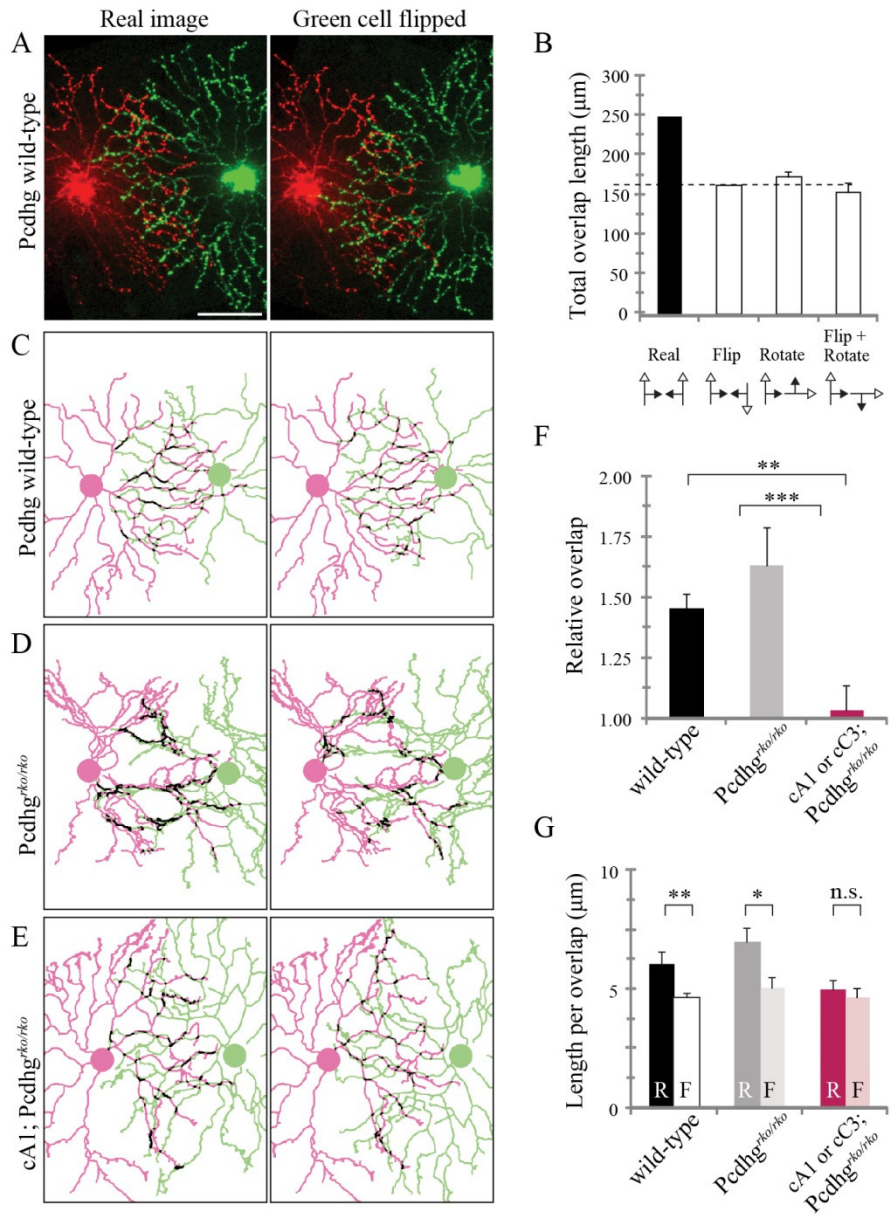 Real image
Green cell flipped
A
Pcdhg wild-type
B
Total overlap length (µm)
300
250
200
150
100
50
0
Real
Flip
Rotate
Flip +
Rotate
C
Pcdhg wild-type
D
Pcdhg^rko/rko
E
cA1; Pcdhg^rko/rko
F
Relative overlap
2.00
1.75
1.50
1.25
1.00
**
***
wild-type
Pcdhg^rko/rko
cA1 or cC3;
Pcdhg^rko/rko
G
Length per overlap (µm)
10
5
0
**
*
n.s.
R F
R F
R F
wild-type
Pcdhg^rko/rko
cA1 or cC3;
Pcdhg^rko/rko